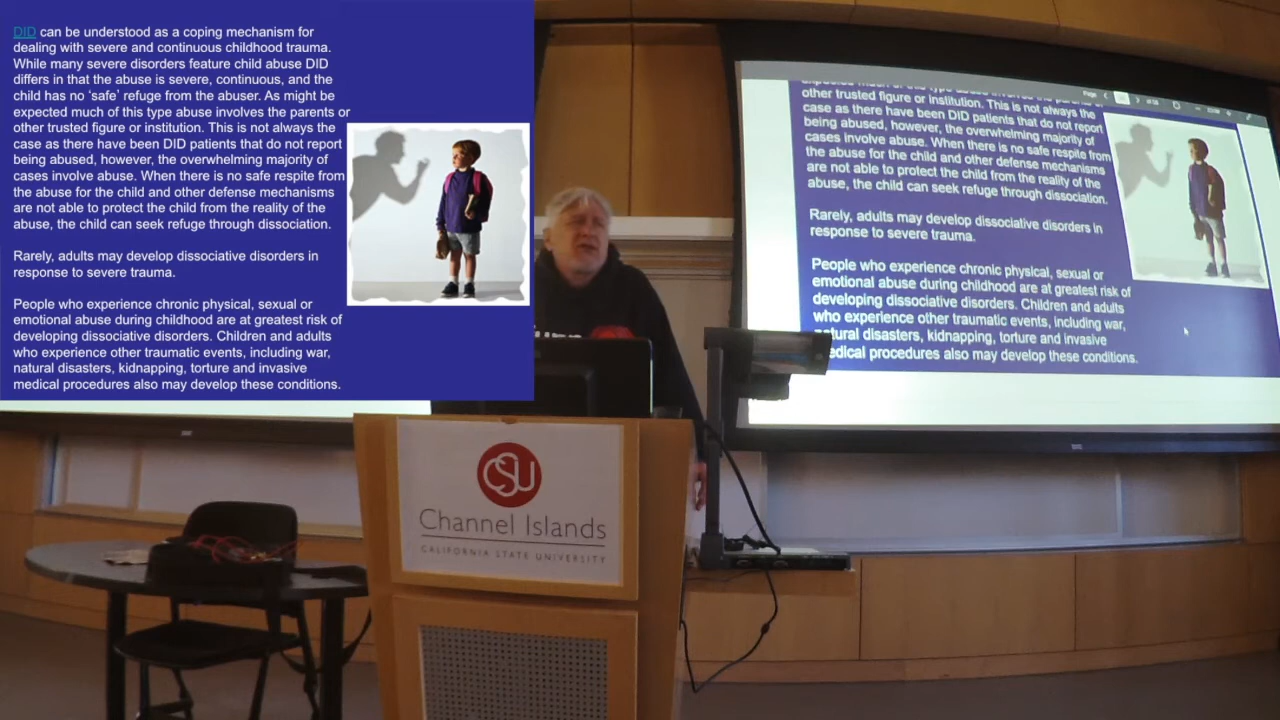 DID can be understood as a coping mechanism for
dealing with severe and continuous childhood trauma.
While many severe disorders feature child abuse DID
differs in that the abuse is severe, continuous, and the
child has no ‘safe’ refuge from the abuser. As might be
expected much of this type abuse involves the parents or
other trusted figure or institution. This is not always the
case as there have been DID patients that do not report
being abused, however, the overwhelming majority of
cases involve abuse. When there is no safe respite from
the abuse for the child and other defense mechanisms
are not able to protect the child from the reality of the
abuse, the child can seek refuge through dissociation.
Rarely, adults may develop dissociative disorders in
response to severe trauma.
People who experience chronic physical, sexual or
emotional abuse during childhood are at greatest risk of
developing dissociative disorders. Children and adults
who experience other traumatic events, including war,
natural disasters, kidnapping, torture and invasive
medical procedures also may develop these conditions.
Page
other trusted figure or institution. This is not always the
case as there have been DID patients that do not report
being abused, however, the overwhelming majority of
cases involve abuse. When there is no safe respite from
the abuse for the child and other defense mechanisms
are not able to protect the child from the reality of the
abuse, the child can seek refuge through dissociation.
Rarely, adults may develop dissociative disorders in
response to severe trauma.
People who experience chronic physical, sexual or
emotional abuse during childhood are at greatest risk of
developing dissociative disorders. Children and adults
who experience other traumatic events, including war,
natural disasters, kidnapping, torture and invasive
medical procedures also may develop these conditions.
CSU
Channel Islands
CALIFORNIA STATE UNIVERSITY